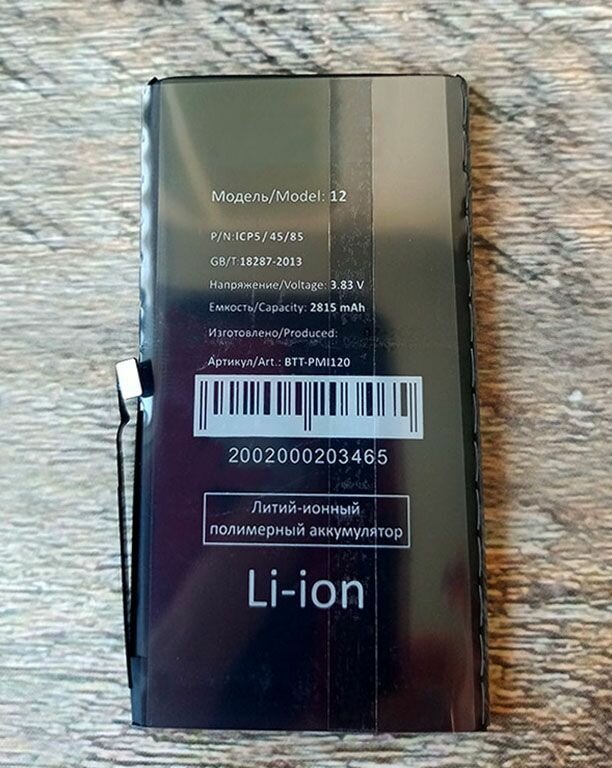 Модель/Model: 12
P/N:ICP5/45/85
GB/T:18287-2013
Напряжение/Voltage: 3.83 V
Емкость/Capacity: 2815 mAh
Изготовлено/Produced:
Артикул/Art.: BTT-PMI120
2002000203465
Литий-ионный
полимерный аккумулятор
Li-ion